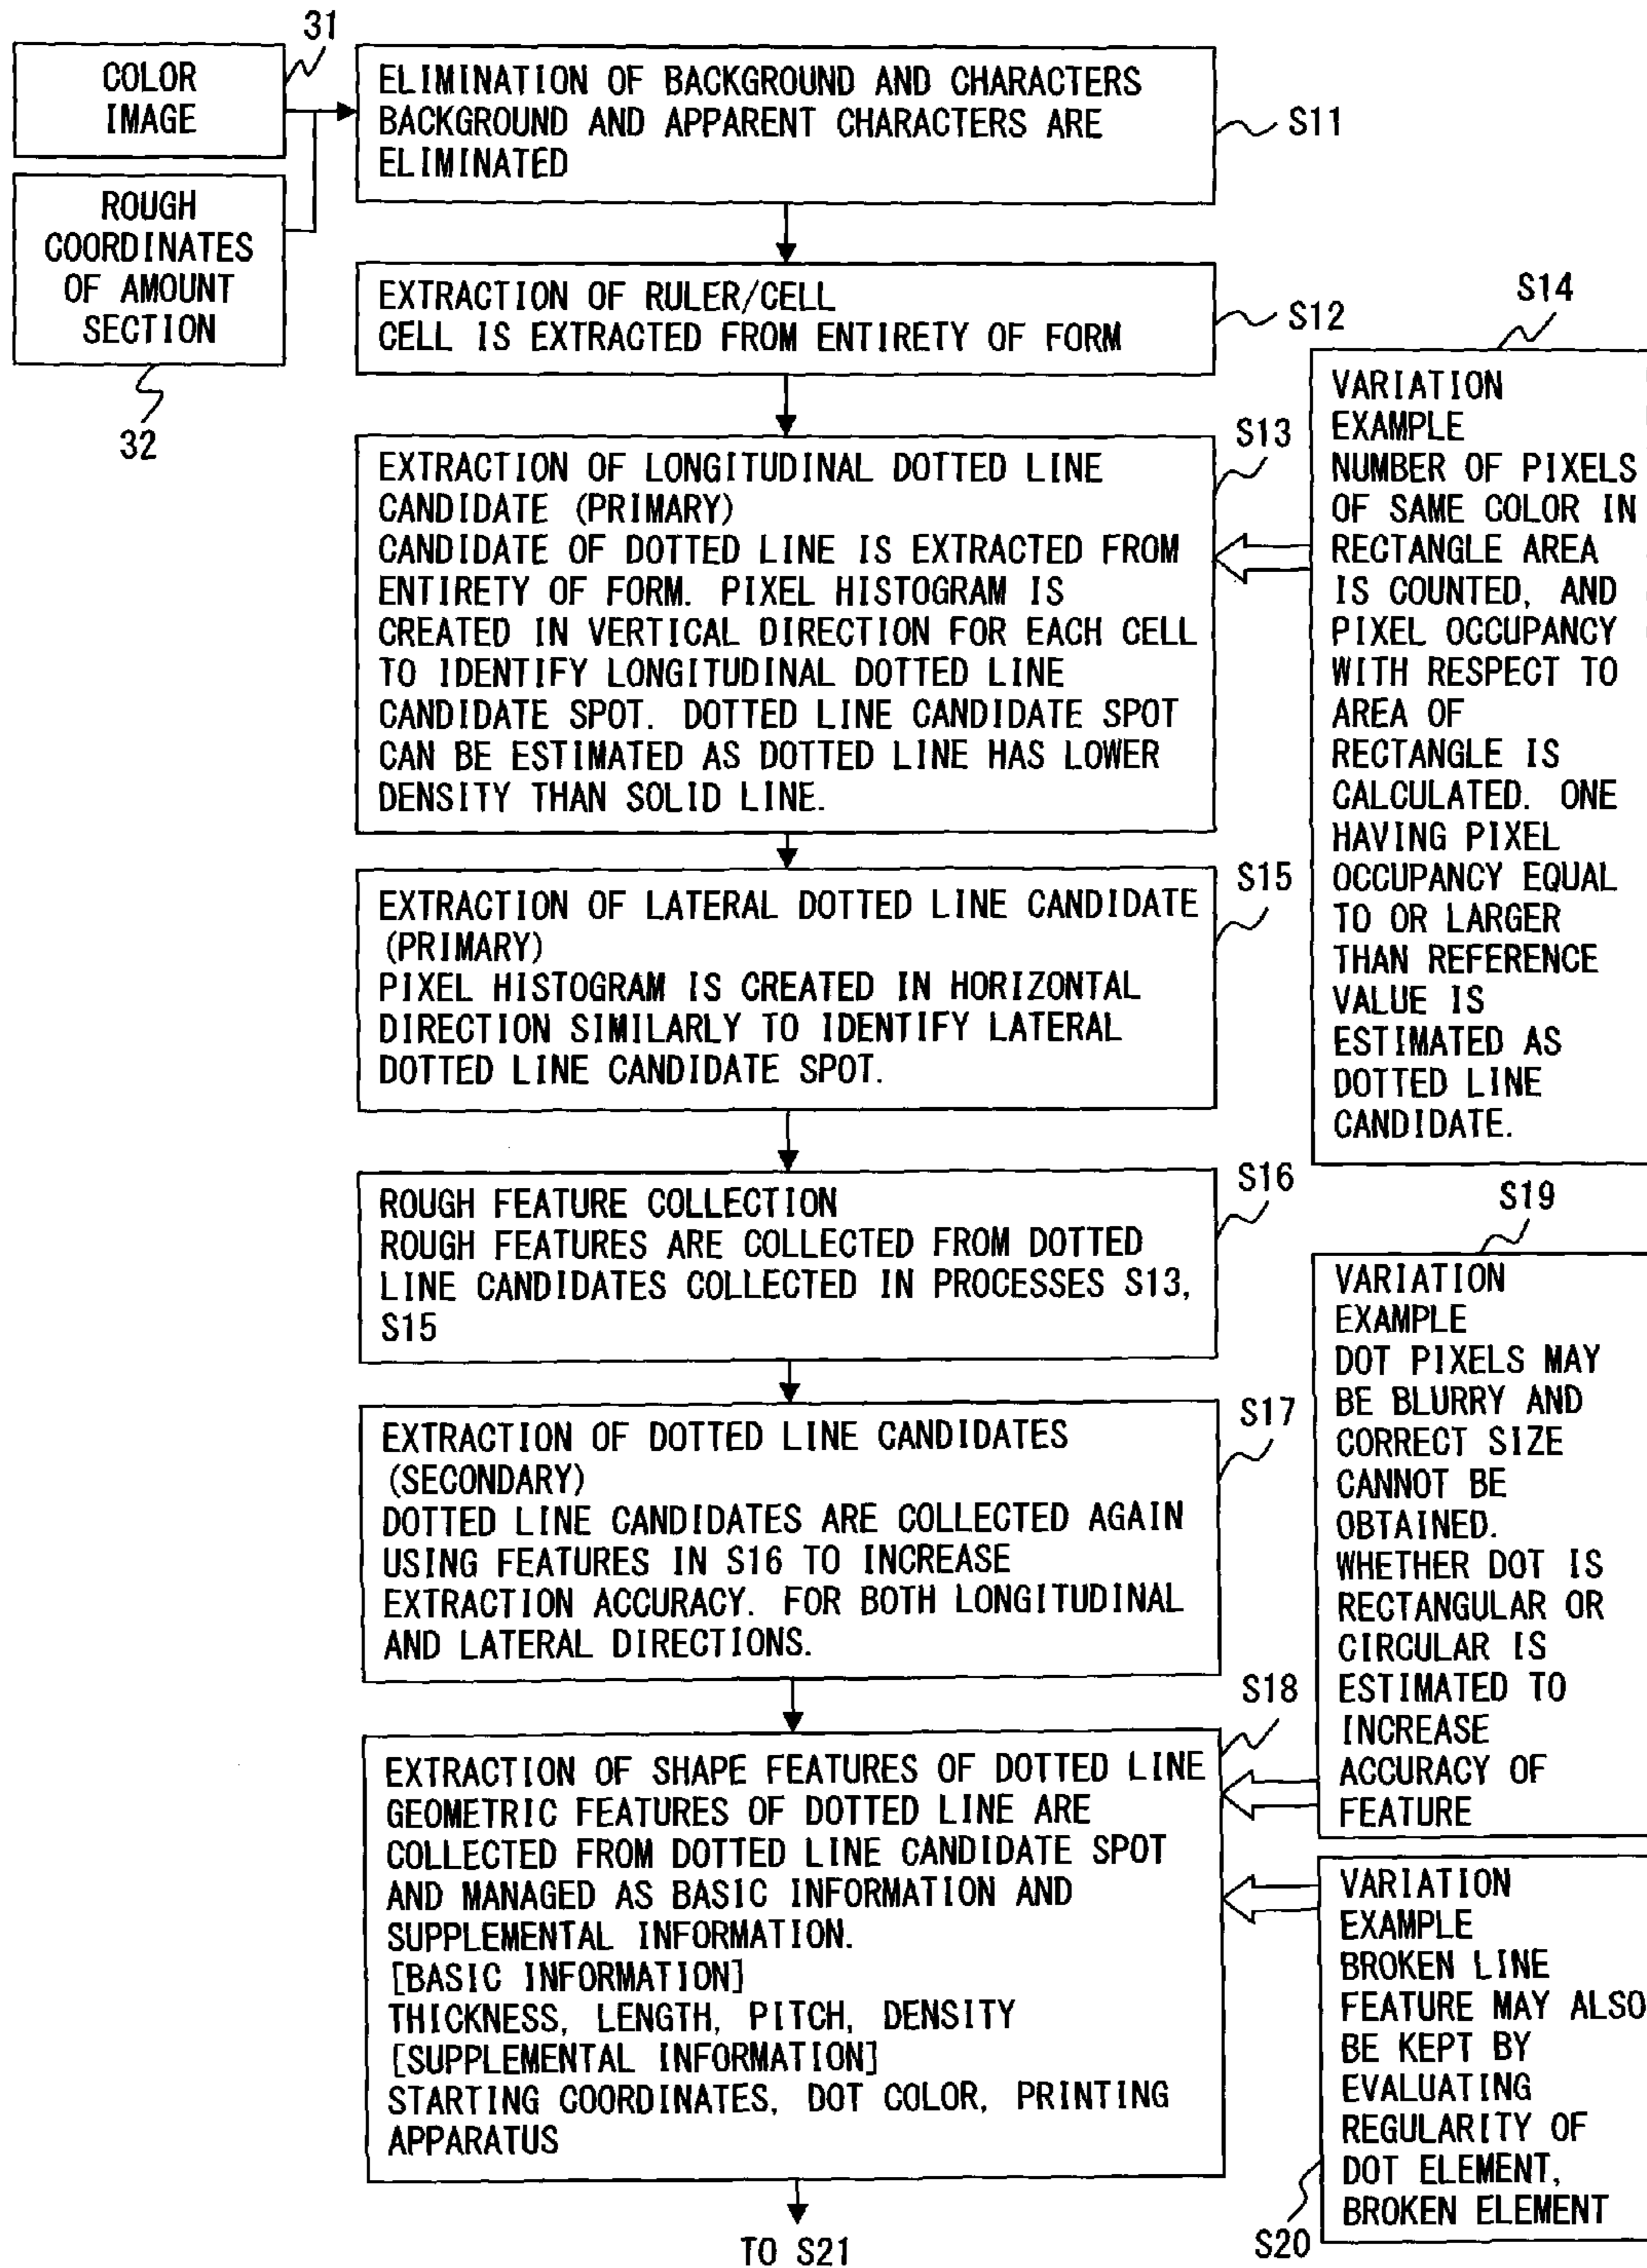 31
COLOR
IMAGE
ROUGH
COORDINATES
OF AMOUNT
SECTION
32
ELIMINATION OF BACKGROUND AND CHARACTERS
BACKGROUND AND APPARENT CHARACTERS ARE
ELIMINATED
S11
EXTRACTION OF RULER/CELL
CELL IS EXTRACTED FROM ENTIRETY OF FORM
S12
S13
EXTRACTION OF LONGITUDINAL DOTTED LINE
CANDIDATE (PRIMARY)
CANDIDATE OF DOTTED LINE IS EXTRACTED FROM
ENTIRETY OF FORM. PIXEL HISTOGRAM IS
CREATED IN VERTICAL DIRECTION FOR EACH CELL
TO IDENTIFY LONGITUDINAL DOTTED LINE
CANDIDATE SPOT. DOTTED LINE CANDIDATE SPOT
CAN BE ESTIMATED AS DOTTED LINE HAS LOWER
DENSITY THAN SOLID LINE.
S14
VARIATION
EXAMPLE
NUMBER OF PIXELS
OF SAME COLOR IN
RECTANGLE AREA
IS COUNTED, AND
PIXEL OCCUPANCY
WITH RESPECT TO
AREA OF
RECTANGLE IS
CALCULATED. ONE
HAVING PIXEL
OCCUPANCY EQUAL
TO OR LARGER
THAN REFERENCE
VALUE IS
ESTIMATED AS
DOTTED LINE
CANDIDATE.
S15
EXTRACTION OF LATERAL DOTTED LINE CANDIDATE
(PRIMARY)
PIXEL HISTOGRAM IS CREATED IN HORIZONTAL
DIRECTION SIMILARLY TO IDENTIFY LATERAL
DOTTED LINE CANDIDATE SPOT.
S16
ROUGH FEATURE COLLECTION
ROUGH FEATURES ARE COLLECTED FROM DOTTED
LINE CANDIDATES COLLECTED IN PROCESSES S13,
S15
S17
EXTRACTION OF DOTTED LINE CANDIDATES
(SECONDARY)
DOTTED LINE CANDIDATES ARE COLLECTED AGAIN
USING FEATURES IN S16 TO INCREASE
EXTRACTION ACCURACY. FOR BOTH LONGITUDINAL
AND LATERAL DIRECTIONS.
S18
EXTRACTION OF SHAPE FEATURES OF DOTTED LINE
GEOMETRIC FEATURES OF DOTTED LINE ARE
COLLECTED FROM DOTTED LINE CANDIDATE SPOT
AND MANAGED AS BASIC INFORMATION AND
SUPPLEMENTAL INFORMATION.
[BASIC INFORMATION]
THICKNESS, LENGTH, PITCH, DENSITY
[SUPPLEMENTAL INFORMATION]
STARTING COORDINATES, DOT COLOR, PRINTING
APPARATUS
S19
VARIATION
EXAMPLE
DOT PIXELS MAY
BE BLURRY AND
CORRECT SIZE
CANNOT BE
OBTAINED.
WHETHER DOT IS
RECTANGULAR OR
CIRCULAR IS
ESTIMATED TO
INCREASE
ACCURACY OF
FEATURE
VARIATION
EXAMPLE
BROKEN LINE
FEATURE MAY ALSO
BE KEPT BY
EVALUATING
REGULARITY OF
DOT ELEMENT,
BROKEN ELEMENT
S20
TO S21